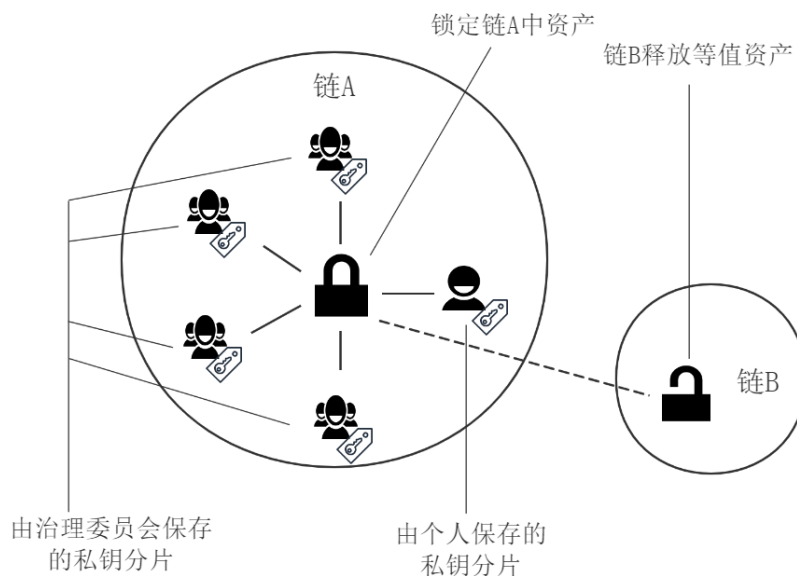 锁定链A中资产
链B释放等值资产
链A
链B
由治理委员会保存
的私钥分片
由个人保存的
私钥分片